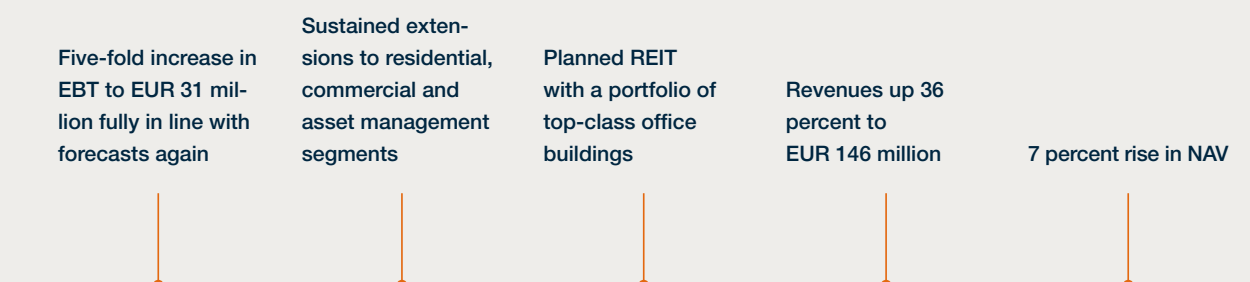 Five-fold increase in
EBT to EUR 31 mil-
lion fully in line with
forecasts again
Sustained exten-
sions to residential,
commercial and
asset management
segments
Planned REIT
with a portfolio of
top-class office
buildings
Revenues up 36
percent to
EUR 146 million
7 percent rise in NAV